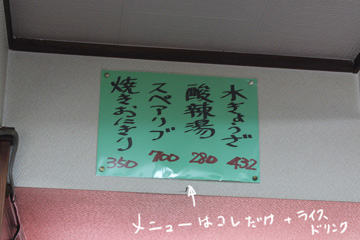 水ぎょうざ 432
酸辣湯 280
スペアリブ 700
焼きおにぎり 350
メニューはコレだけ + ライス
ドリンク